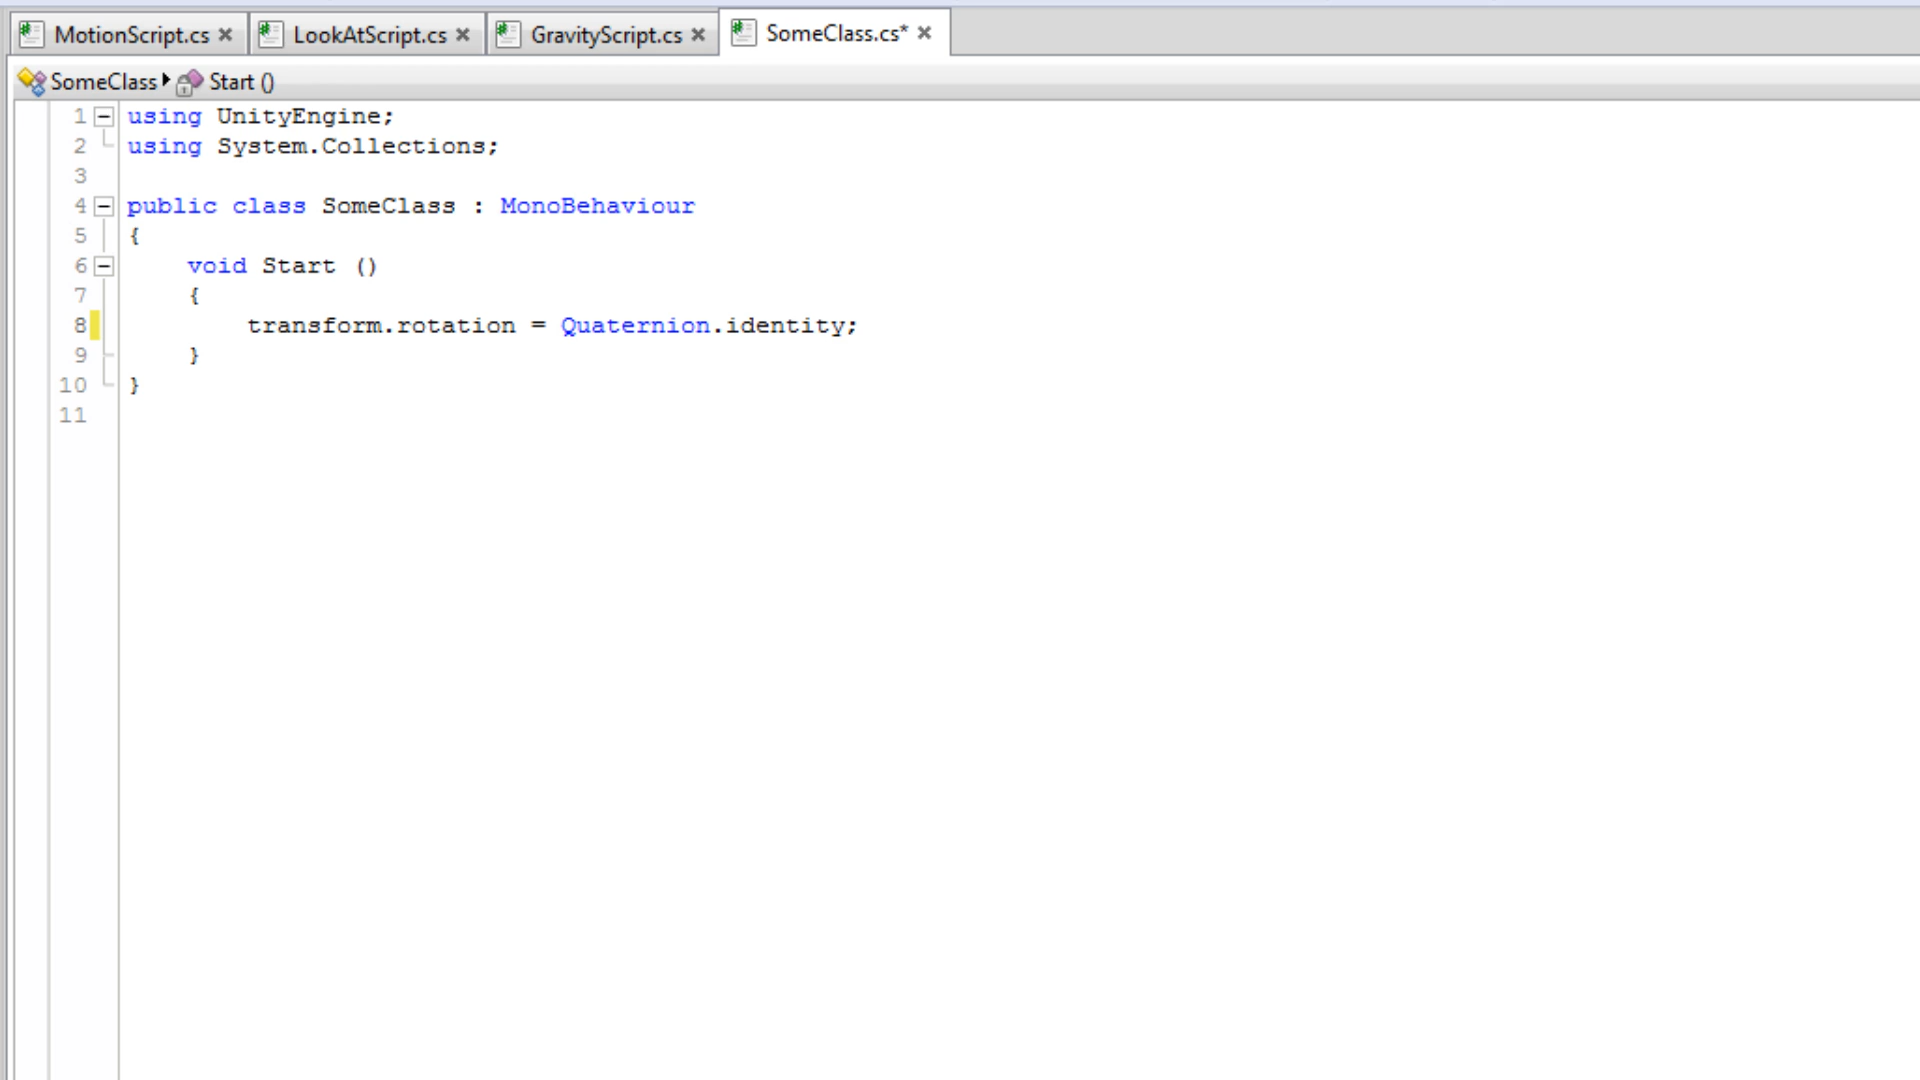 MotionScript.cs LookAtScript.cs GravityScript.cs SomeClass.cs*
SomeClass Start ()
1 using UnityEngine;
2 using System.Collections;
3
4 public class SomeClass : MonoBehaviour
5 {
6 void Start ()
7 {
8 transform.rotation = Quaternion.identity;
9 }
10 }
11